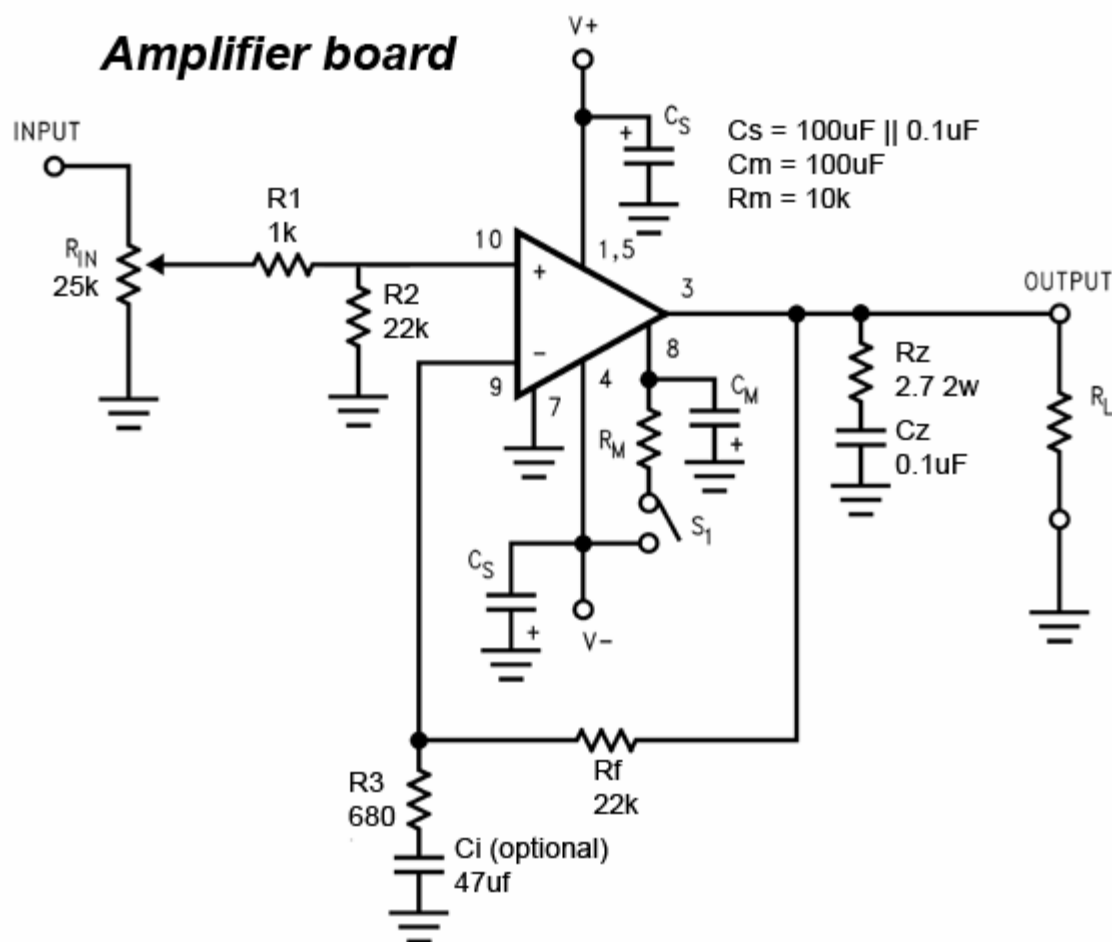 Amplifier board
V+
INPUT
+
CS
Cs = 100uF || 0.1uF
Cm = 100uF
Rm = 10k
R1
1k
RIN
25k
10
1,5
+
3
OUTPUT
R2
22k
−
9
7
4
8
CM
RM
+
Rz
2.7 2w
Cz
0.1uF
RL
S1
CS
+
V−
Rf
22k
R3
680
Ci (optional)
47uf